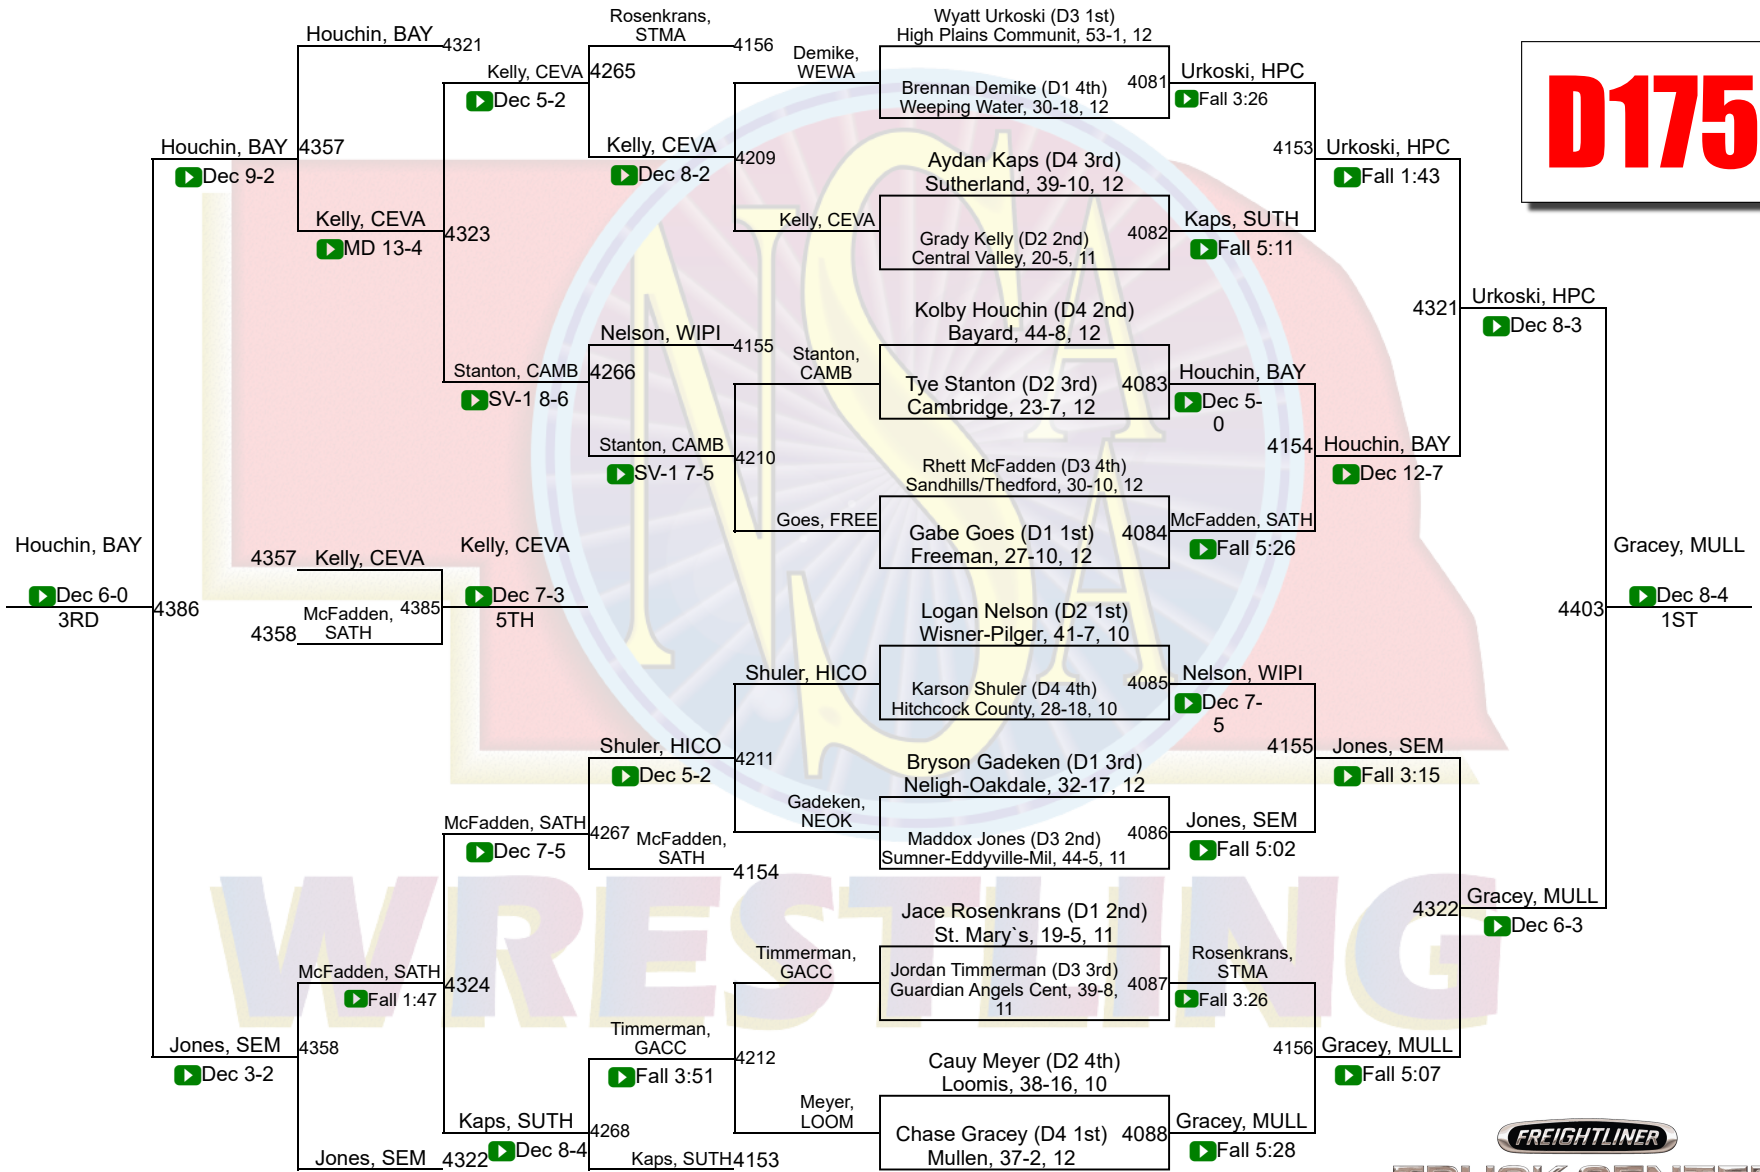 D175
Wyatt Urkoski (D3 1st)
High Plains Communit, 53-1, 12
Brennan Demike (D1 4th)
Weeping Water, 30-18, 12
4081
Urkoski, HPC
Fall 3:26
Aydan Kaps (D4 3rd)
Sutherland, 39-10, 12
Grady Kelly (D2 2nd)
Central Valley, 20-5, 11
4082
Kaps, SUTH
Fall 5:11
4153
Urkoski, HPC
Fall 1:43
Kolby Houchin (D4 2nd)
Bayard, 44-8, 12
Tye Stanton (D2 3rd)
Cambridge, 23-7, 12
4083
Houchin, BAY
Dec 5-
0
Rhett McFadden (D3 4th)
Sandhills/Thedford, 30-10, 12
Gabe Goes (D1 1st)
Freeman, 27-10, 12
4084
McFadden, SATH
Fall 5:26
4154
Houchin, BAY
Dec 12-7
4321
Urkoski, HPC
Dec 8-3
Logan Nelson (D2 1st)
Wisner-Pilger, 41-7, 10
Karson Shuler (D4 4th)
Hitchcock County, 28-18, 10
4085
Nelson, WIPI
Dec 7-
5
Bryson Gadeken (D1 3rd)
Neligh-Oakdale, 32-17, 12
Maddox Jones (D3 2nd)
Sumner-Eddyville-Mil, 44-5, 11
4086
Jones, SEM
Fall 5:02
4155
Jones, SEM
Fall 3:15
Jace Rosenkrans (D1 2nd)
St. Mary`s, 19-5, 11
Jordan Timmerman (D3 3rd)
Guardian Angels Cent, 39-8,
11
4087
Rosenkrans,
STMA
Fall 3:26
Cauy Meyer (D2 4th)
Loomis, 38-16, 10
Chase Gracey (D4 1st)
Mullen, 37-2, 12
4088
Gracey, MULL
Fall 5:28
4156
Gracey, MULL
Fall 5:07
4322
Gracey, MULL
Dec 6-3
4403
Gracey, MULL
Dec 8-4
1ST
Demike,
WEWA
Kelly, CEVA
4209
Kelly, CEVA
Dec 8-2
Rosenkrans,
STMA
4156
4265
Kelly, CEVA
Dec 5-2
Stanton,
CAMB
Goes, FREE
4210
Stanton, CAMB
SV-1 7-5
Nelson, WIPI
4155
4266
Stanton, CAMB
SV-1 8-6
4323
Kelly, CEVA
MD 13-4
Houchin, BAY
4321
4357
Houchin, BAY
Dec 9-2
Shuler, HICO
Gadeken,
NEOK
4211
Shuler, HICO
Dec 5-2
McFadden,
SATH
4154
4267
McFadden, SATH
Dec 7-5
Timmerman,
GACC
Meyer,
LOOM
4212
Timmerman,
GACC
Fall 3:51
Kaps, SUTH
4153
4268
Kaps, SUTH
Dec 8-4
4324
McFadden, SATH
Fall 1:47
Jones, SEM
4322
4358
Jones, SEM
Dec 3-2
4386
Houchin, BAY
Dec 6-0
3RD
4357
Kelly, CEVA
4358
McFadden,
SATH
4385
Kelly, CEVA
Dec 7-3
5TH
NSAA
WRESTLING
FREIGHTLINER
TRUCK CENTER